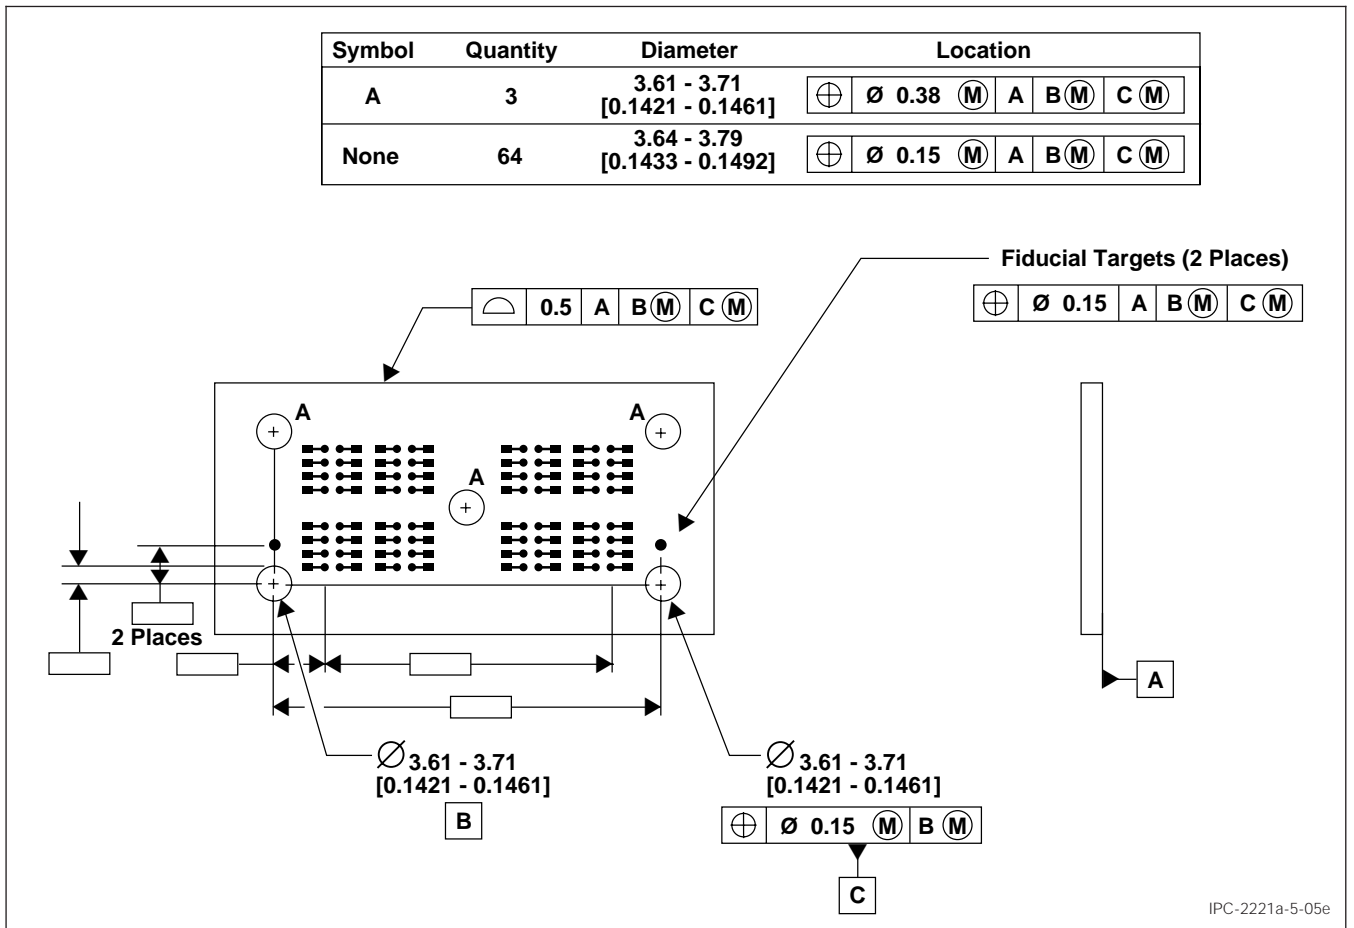 Symbol Quantity Diameter Location
A 3 3.61 - 3.71 [0.1421 - 0.1461] ⌖ Ø 0.38 Ⓜ A B Ⓜ C Ⓜ
None 64 3.64 - 3.79 [0.1433 - 0.1492] ⌖ Ø 0.15 Ⓜ A B Ⓜ C Ⓜ
Fiducial Targets (2 Places)
⌖ Ø 0.15 A B Ⓜ C Ⓜ
⌓ 0.5 A B Ⓜ C Ⓜ
A
A
A
2 Places
A
Ø 3.61 - 3.71
[0.1421 - 0.1461]
B
Ø 3.61 - 3.71
[0.1421 - 0.1461]
⌖ Ø 0.15 Ⓜ B Ⓜ
C
IPC-2221a-5-05e